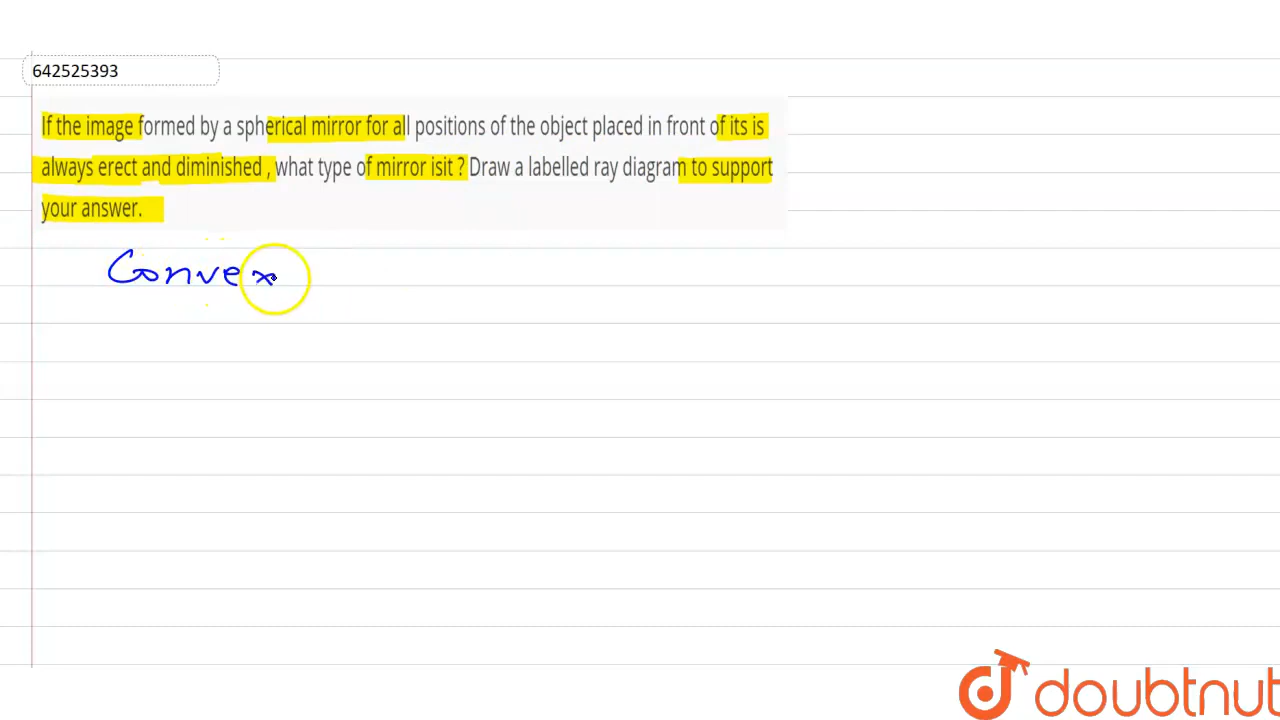 642525393
If the image formed by a spherical mirror for all positions of the object placed in front of its is
always erect and diminished , what type of mirror isit ? Draw a labelled ray diagram to support
your answer.
Convex
doubtnut